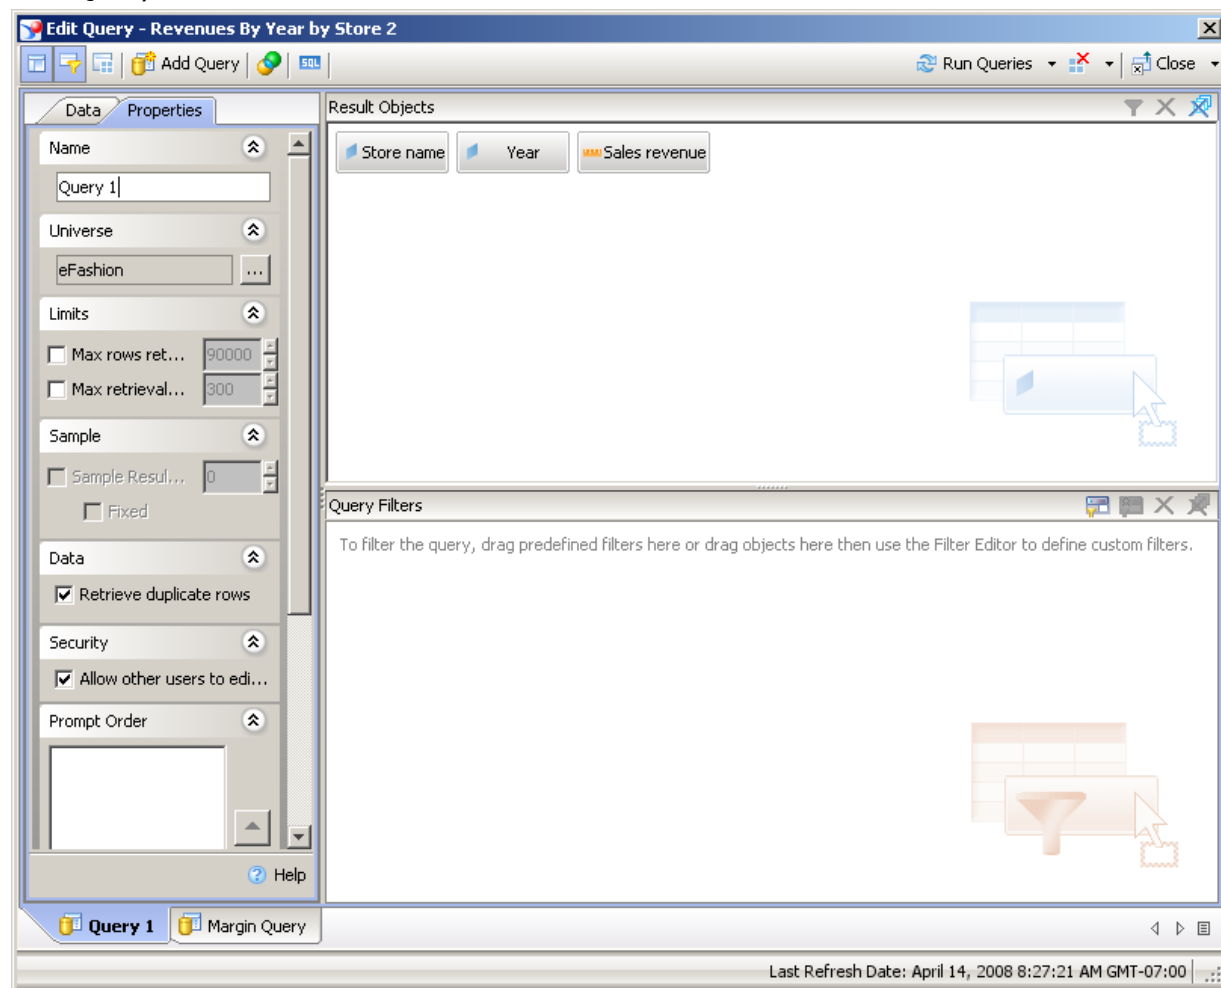 Edit Query - Revenues By Year by Store 2
Add Query SQL Run Queries Close
Data Properties
Result Objects
Name
Store name Year Sales revenue
Query 1
Universe
eFashion ...
Limits
Max rows ret... 90000
Max retrieval... 300
Sample
Sample Resul... 0
Fixed
Query Filters
To filter the query, drag predefined filters here or drag objects here then use the Filter Editor to define custom filters.
Data
Retrieve duplicate rows
Security
Allow other users to edi...
Prompt Order
Help
Query 1 Margin Query
Last Refresh Date: April 14, 2008 8:27:21 AM GMT-07:00